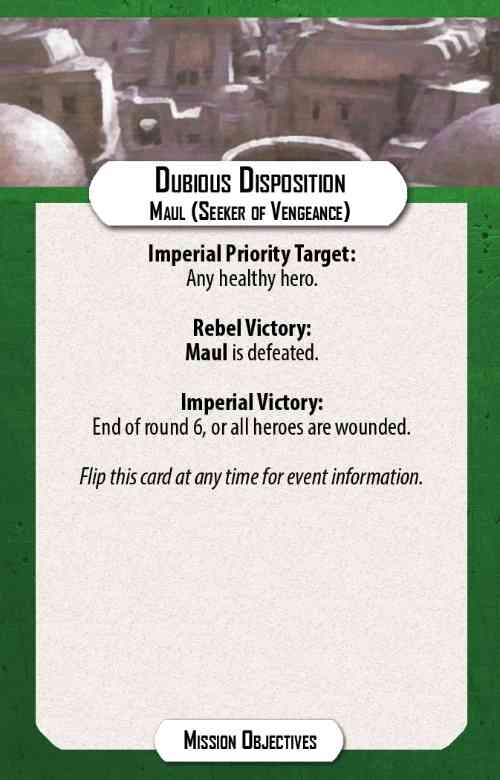 Dubious Disposition
Maul (Seeker of Vengeance)
Imperial Priority Target:
Any healthy hero.
Rebel Victory:
Maul is defeated.
Imperial Victory:
End of round 6, or all heroes are wounded.
Flip this card at any time for event information.
Mission Objectives